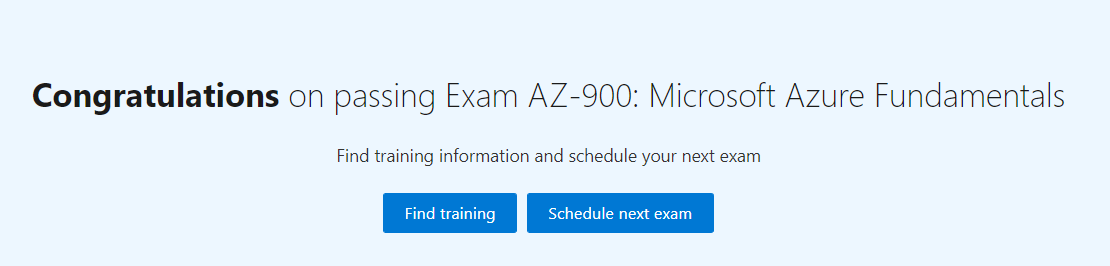 Congratulations on passing Exam AZ-900: Microsoft Azure Fundamentals
Find training information and schedule your next exam
Find training
Schedule next exam